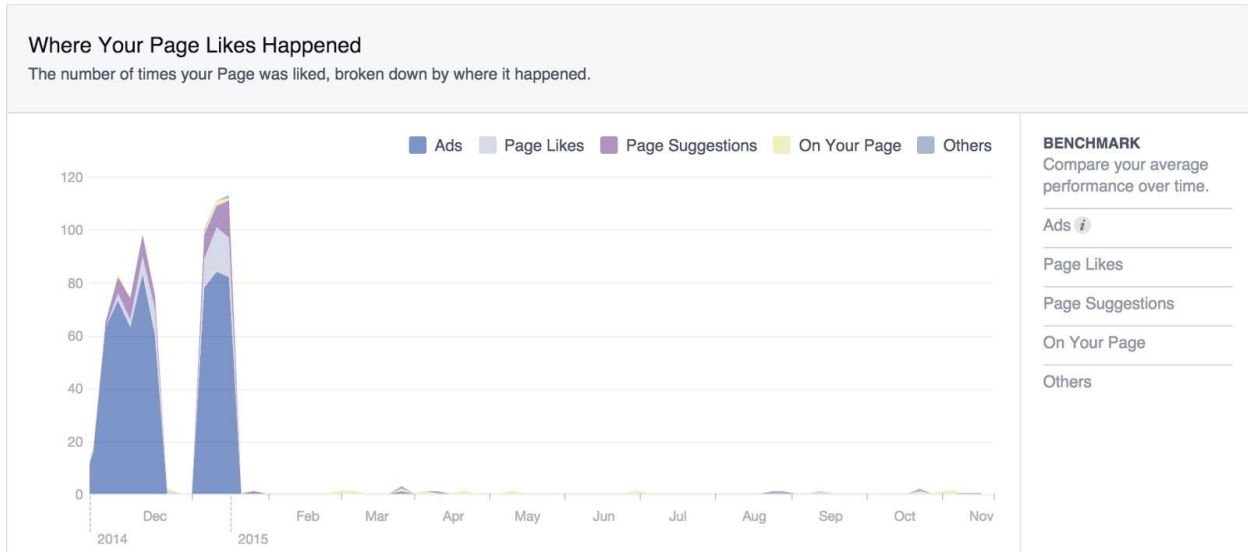 Where Your Page Likes Happened
The number of times your Page was liked, broken down by where it happened.
Ads
Page Likes
Page Suggestions
On Your Page
Others
120
100
80
60
40
20
0
Dec
Feb
Mar
Apr
May
Jun
Jul
Aug
Sep
Oct
Nov
2014
2015
BENCHMARK
Compare your average
performance over time.
Ads i
Page Likes
Page Suggestions
On Your Page
Others